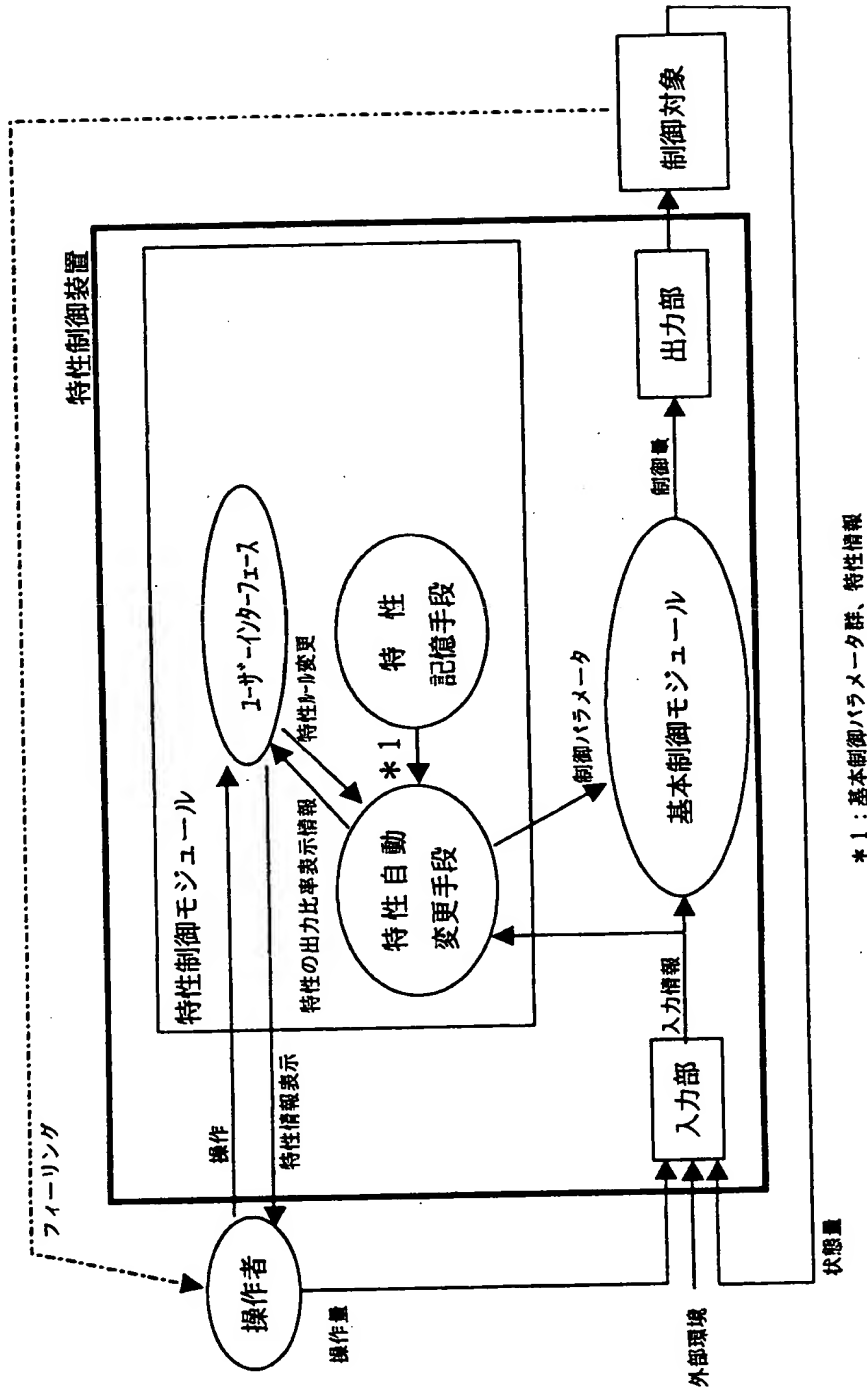 フィーリング
特性制御装置
特性制御モジュール
ユーザーインターフェース
操作
特性情報表示
特性の出力比率表示情報
特性ルール変更
特性
記憶手段
*1
特性自動
変更手段
制御パラメータ
操作者
操作量
外部環境
状態量
入力部
入力情報
基本制御モジュール
制御量
出力部
制御対象
*1:基本制御パラメータ群、特性情報